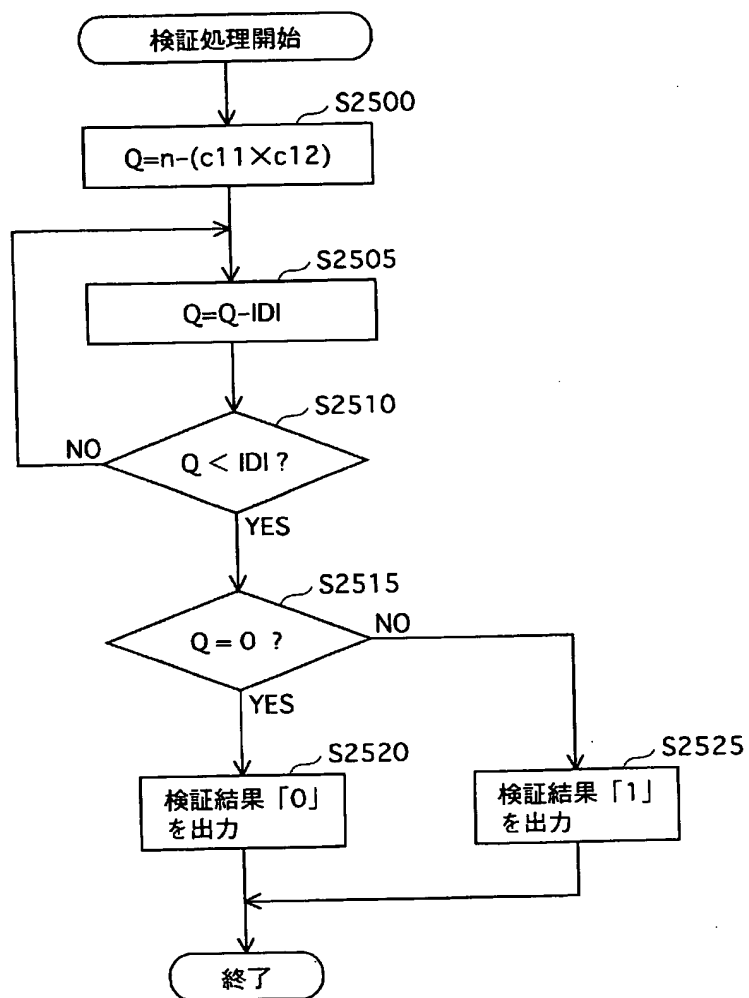 検証処理開始
S2500
Q=n-(c11×c12)
S2505
Q=Q-IDI
S2510
Q < IDI ?
NO
YES
S2515
Q = 0 ?
NO
YES
S2520
検証結果「0」
を出力
S2525
検証結果「1」
を出力
終了